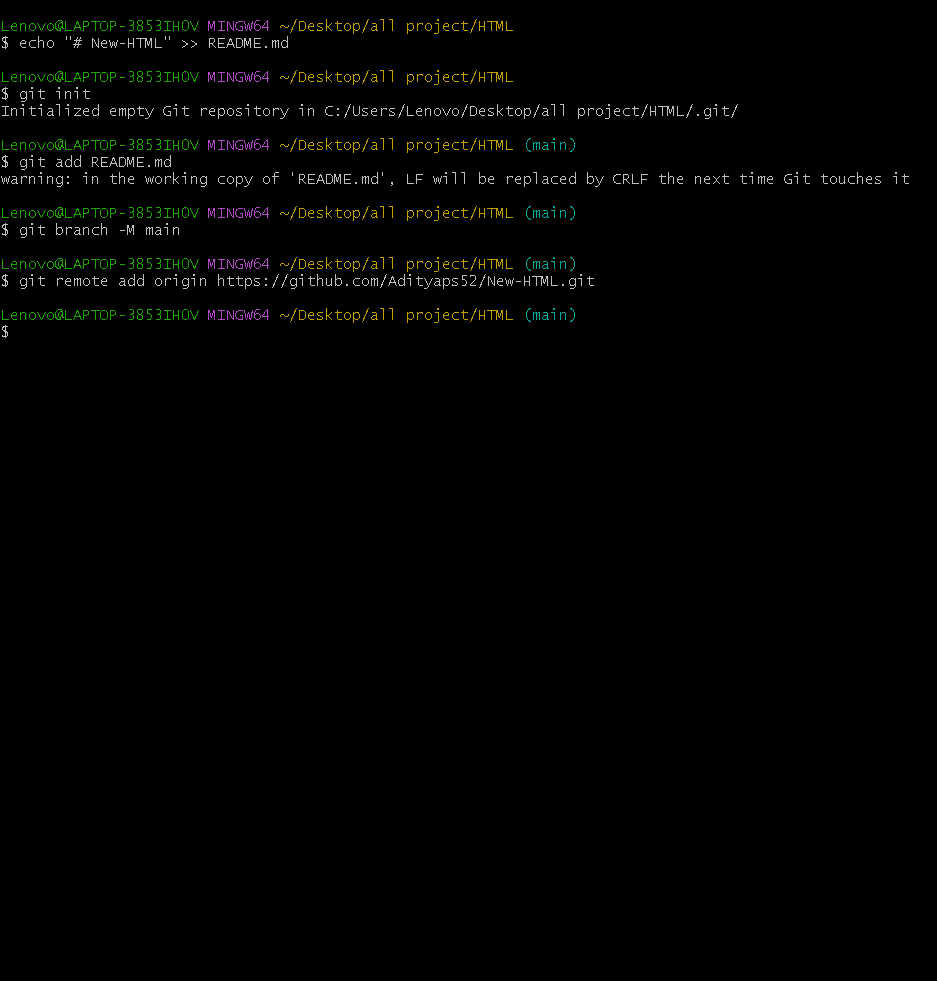 Lenovo@LAPTOP-3853IHOV MINGW64 ~/Desktop/all project/HTML
$ echo "# New-HTML" >> README.md
Lenovo@LAPTOP-3853IHOV MINGW64 ~/Desktop/all project/HTML
$ git init
Initialized empty Git repository in C:/Users/Lenovo/Desktop/all project/HTML/.git/
Lenovo@LAPTOP-3853IHOV MINGW64 ~/Desktop/all project/HTML (main)
$ git add README.md
warning: in the working copy of 'README.md', LF will be replaced by CRLF the next time Git touches it
Lenovo@LAPTOP-3853IHOV MINGW64 ~/Desktop/all project/HTML (main)
$ git branch -M main
Lenovo@LAPTOP-3853IHOV MINGW64 ~/Desktop/all project/HTML (main)
$ git remote add origin https://github.com/Adityaps52/New-HTML.git
Lenovo@LAPTOP-3853IHOV MINGW64 ~/Desktop/all project/HTML (main)
$